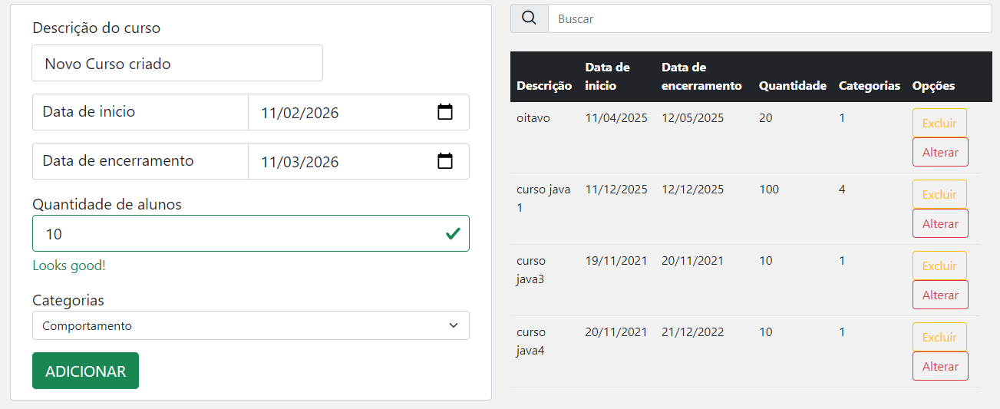 Descrição do curso
Novo Curso criado
Data de inicio 11/02/2026
Data de encerramento 11/03/2026
Quantidade de alunos
10
Looks good!
Categorias
Comportamento
ADICIONAR
Buscar
Data de Data de
Descrição inicio encerramento Quantidade Categorias Opções
oitavo 11/04/2025 12/05/2025 20 1 Excluir
Alterar
curso java 11/12/2025 12/12/2025 100 4 Excluir
1
Alterar
curso 19/11/2021 20/11/2021 10 1 Excluir
java3
Alterar
curso 20/11/2021 21/12/2022 10 1 Excluir
java4
Alterar